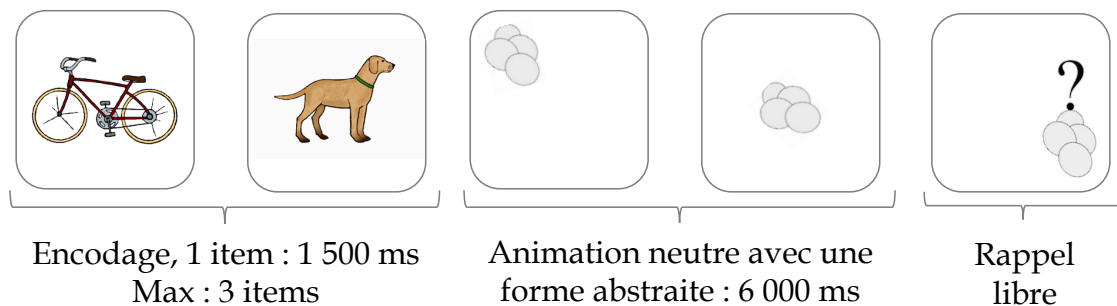 ?
Encodage, 1 item : 1 500 ms
Max : 3 items
Animation neutre avec une
forme abstraite : 6 000 ms
Rappel
libre